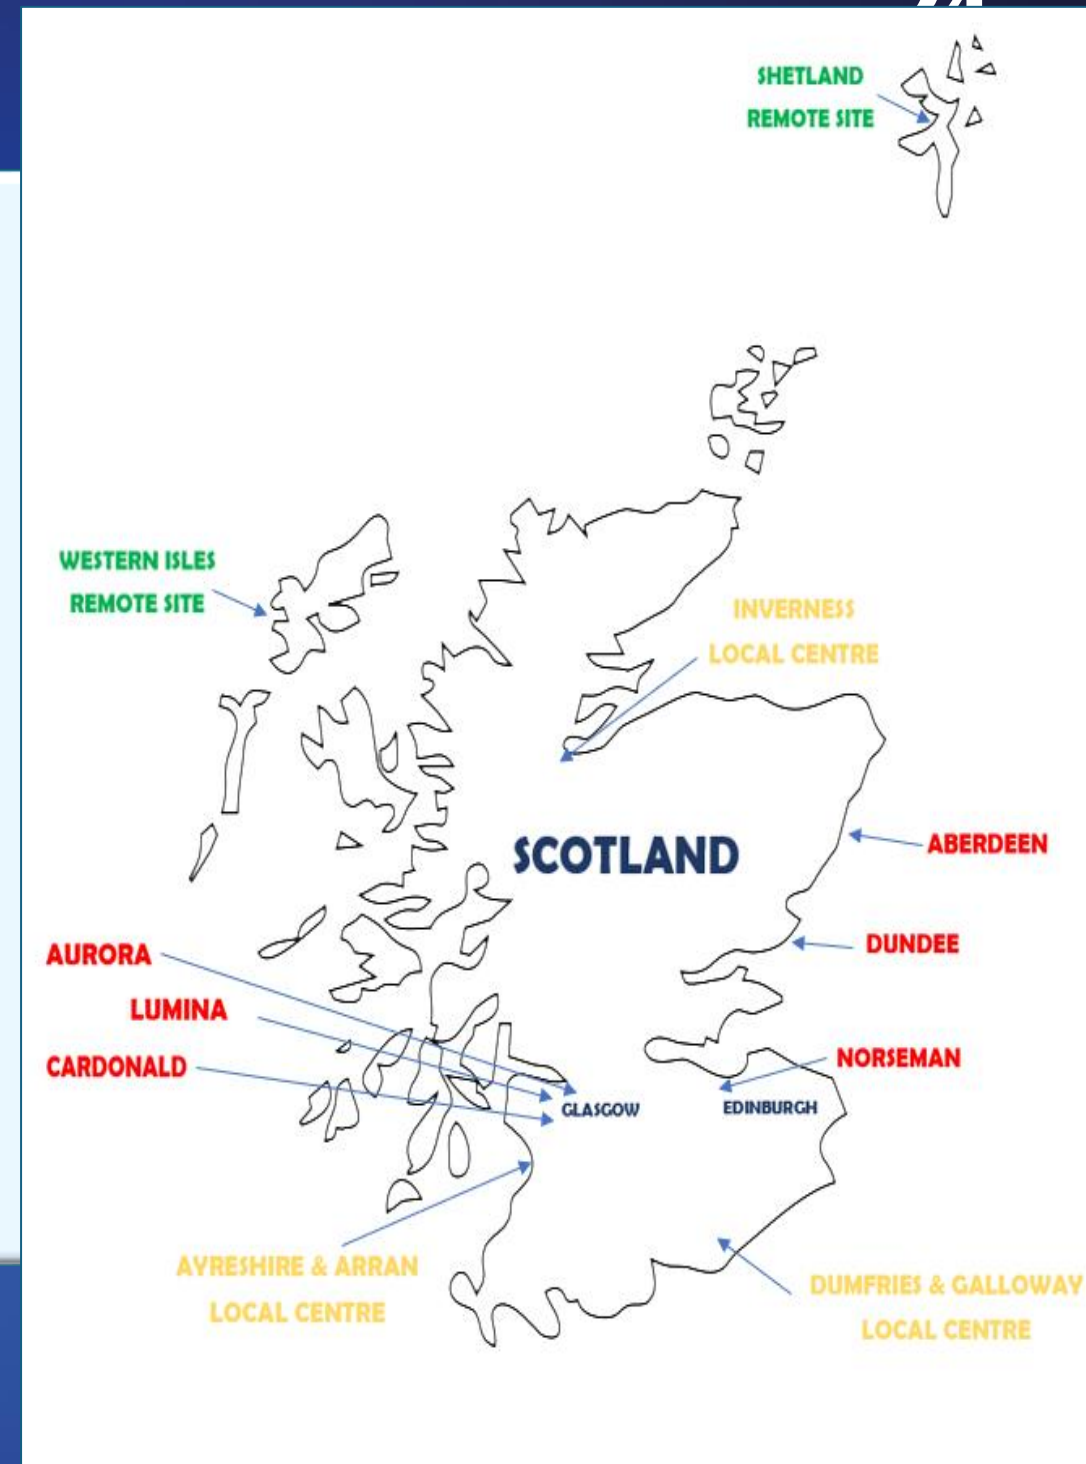 SHETLAND
REMOTE SITE
WESTERN ISLES
REMOTE SITE
INVERNESS
LOCAL CENTRE
SCOTLAND
ABERDEEN
DUNDEE
AURORA
LUMINA
CARDONALD
NORSEMAN
GLASGOW
EDINBURGH
AYRESHIRE & ARRAN
LOCAL CENTRE
DUMFRIES & GALLOWAY
LOCAL CENTRE